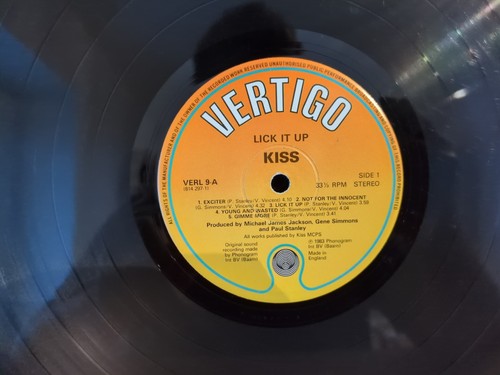 ALL RIGHTS OF THE MANUFACTURER AND OF THE OWNER OF THE RECORDED WORK RESERVED UNAUTHORISED PUBLIC PERFORMANCE BROADCASTING AND COPYING OF THIS RECORD PROHIBITED
VERTIGO
LICK IT UP
KISS
VERL 9-A
(814 297-1)
33⅓ RPM
SIDE 1
STEREO
1. EXCITER (P. Stanley/V. Vincent) 4.10 2. NOT FOR THE INNOCENT
(G. Simmons/V. Vincent) 4.32 3. LICK IT UP (P. Stanley/V. Vincent) 3.58
4. YOUNG AND WASTED (G. Simmons/V. Vincent) 4.04
5. GIMME MORE (P. Stanley/V. Vincent) 3.41
Produced by Michael James Jackson, Gene Simmons
and Paul Stanley
All works published by Kiss MCPS
Original sound
recording made
by Phonogram
Int BV (Baarn)
℗ 1983 Phonogram
Int BV (Baarn)
Made in
England